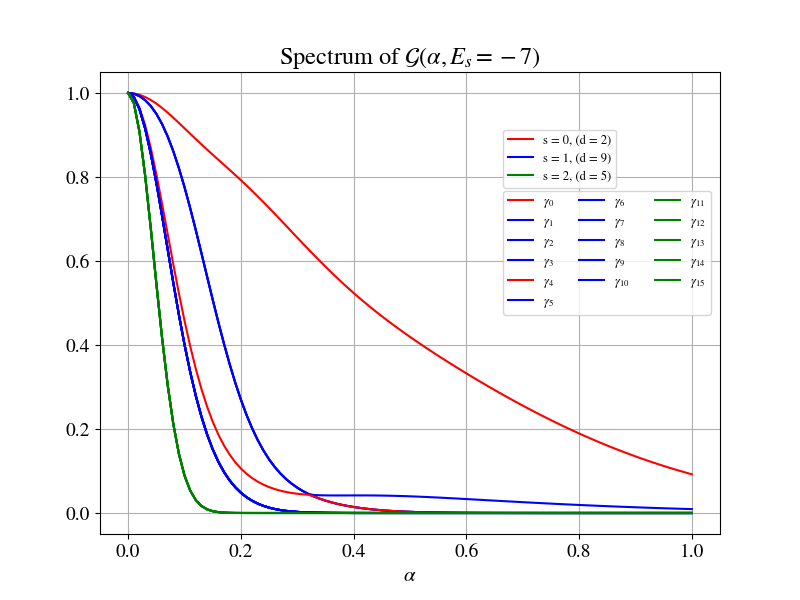 Spectrum of 𝒢(α, E_s = −7)
1.0
0.8
0.6
0.4
0.2
0.0
s = 0, (d = 2)
s = 1, (d = 9)
s = 2, (d = 5)
γ₀ γ₆ γ₁₁
γ₁ γ₇ γ₁₂
γ₂ γ₈ γ₁₃
γ₃ γ₉ γ₁₄
γ₄ γ₁₀ γ₁₅
γ₅
0.0 0.2 0.4 0.6 0.8 1.0
α